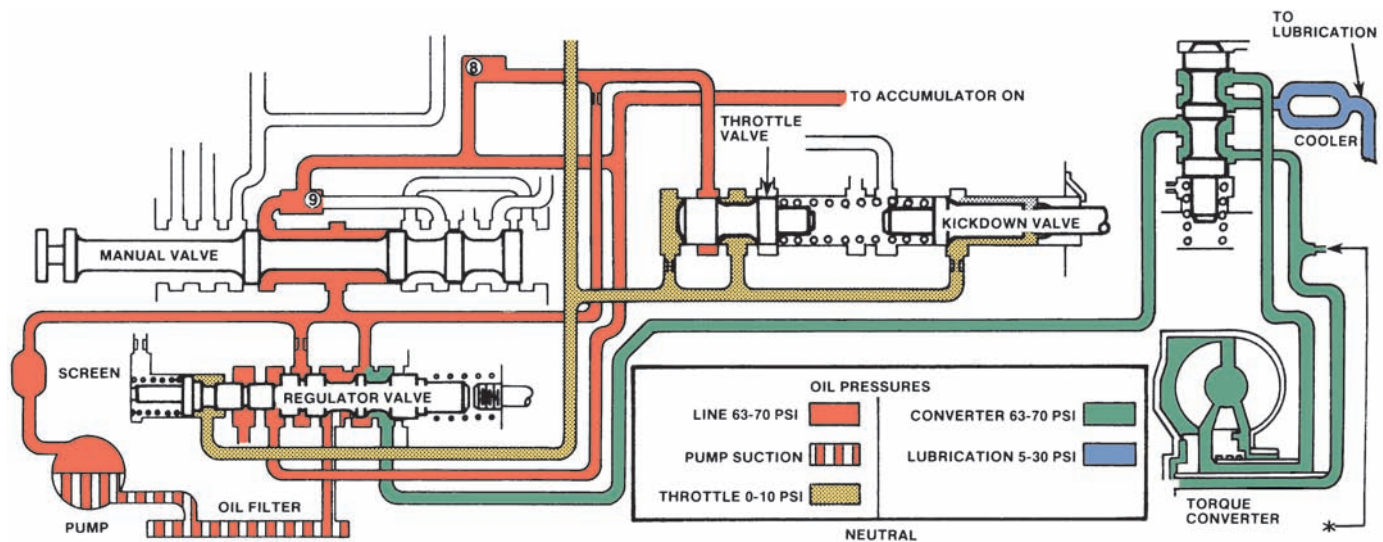 TO
LUBRICATION
8
TO ACCUMULATOR ON
THROTTLE
VALVE
COOLER
9
MANUAL VALVE
KICKDOWN VALVE
SCREEN
REGULATOR VALVE
OIL PRESSURES
LINE 63-70 PSI
CONVERTER 63-70 PSI
PUMP SUCTION
LUBRICATION 5-30 PSI
THROTTLE 0-10 PSI
OIL FILTER
PUMP
NEUTRAL
TORQUE
CONVERTER
*